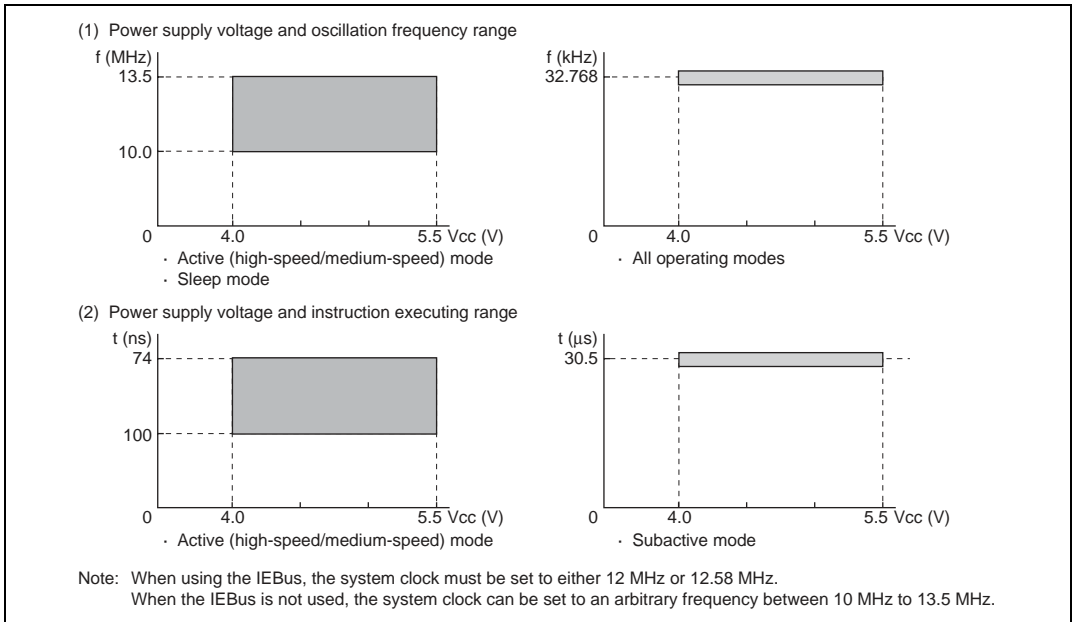 (1) Power supply voltage and oscillation frequency range
f (MHz)
13.5
10.0
0
4.0
5.5 Vcc (V)
· Active (high-speed/medium-speed) mode
· Sleep mode
f (kHz)
32.768
0
4.0
5.5 Vcc (V)
· All operating modes
(2) Power supply voltage and instruction executing range
t (ns)
74
100
0
4.0
5.5 Vcc (V)
· Active (high-speed/medium-speed) mode
t (µs)
30.5
0
4.0
5.5 Vcc (V)
· Subactive mode
Note: When using the IEBus, the system clock must be set to either 12 MHz or 12.58 MHz.
When the IEBus is not used, the system clock can be set to an arbitrary frequency between 10 MHz to 13.5 MHz.